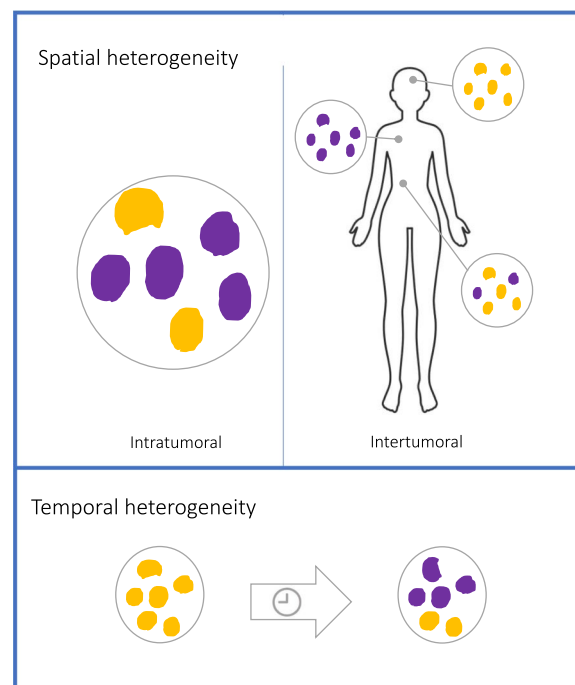 Spatial heterogeneity
Intratumoral
Intertumoral
Temporal heterogeneity